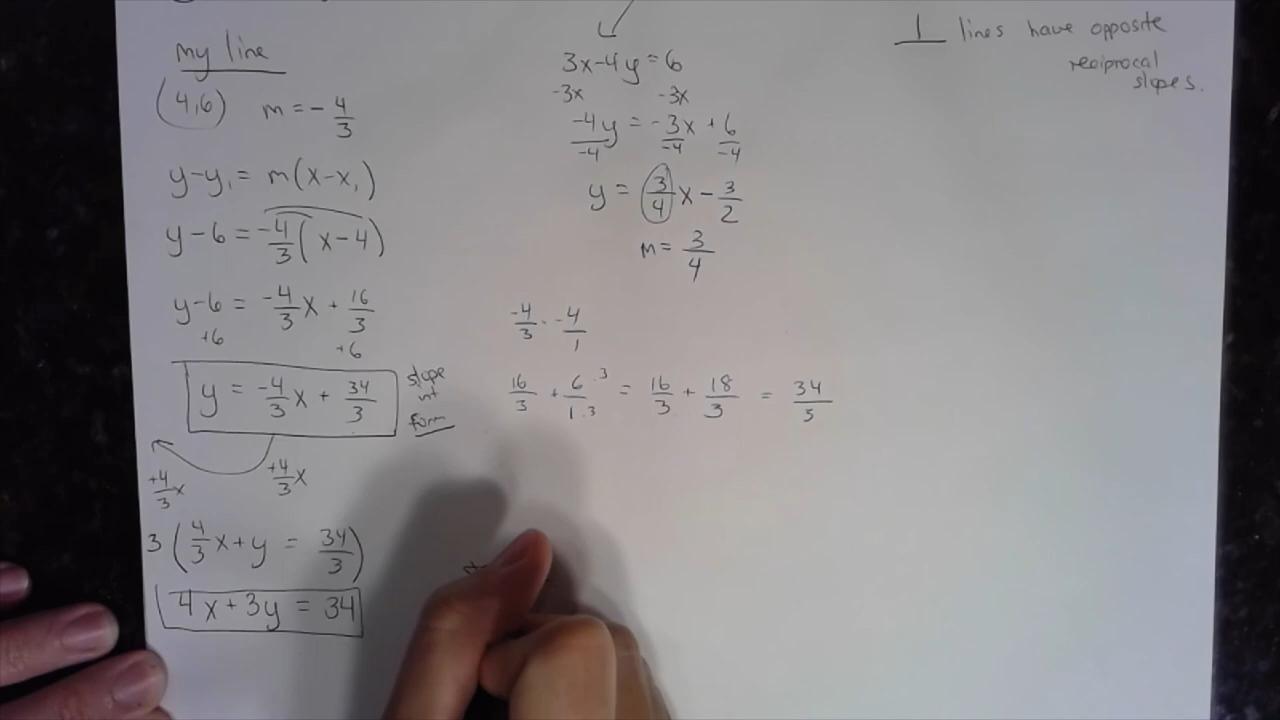 my line
(4,6) m = -4/3
y-y₁ = m(x-x₁)
y-6 = -4/3(x-4)
y-6 = -4/3x + 16/3
+6 +6
y = -4/3x + 34/3
slope
int
form
+4/3x +4/3x
3(4/3x+y = 34/3)
4x+3y = 34
3x-4y=6
-3x -3x
-4y/-4 = -3x/-4 + 6/-4
y = 3/4x - 3/2
m = 3/4
-4/3 · -4/1
16/3 + 6·3/1·3 = 16/3 + 18/3 = 34/3
⊥ lines have opposite
reciprocal
slopes.